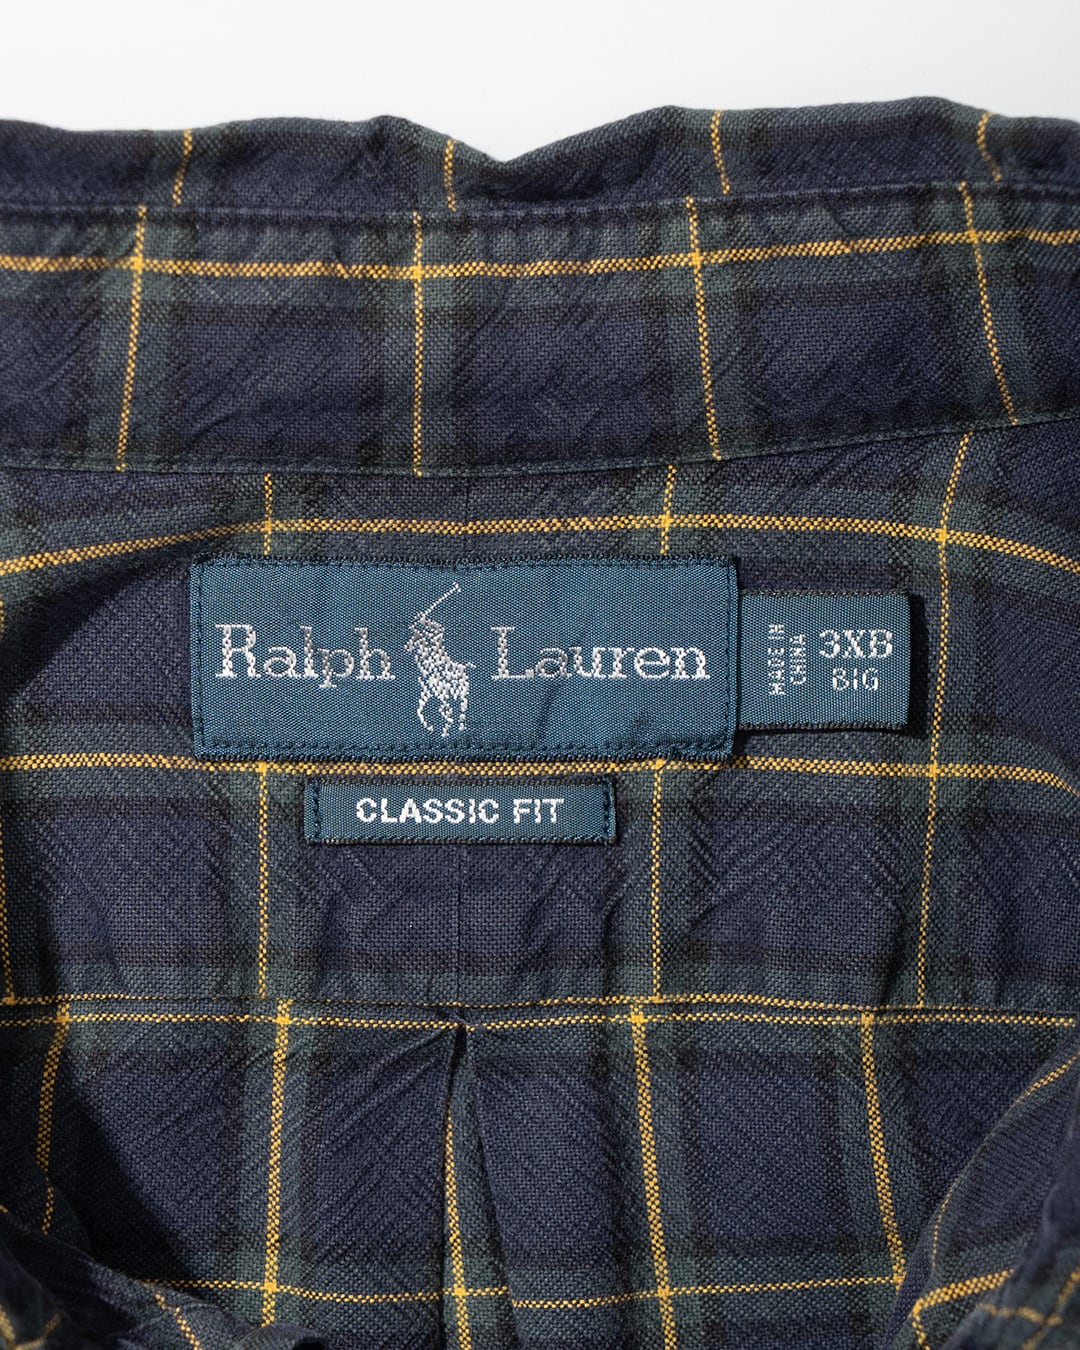 Ralph Lauren
MADE IN
CHINA
3XB
BIG
CLASSIC FIT